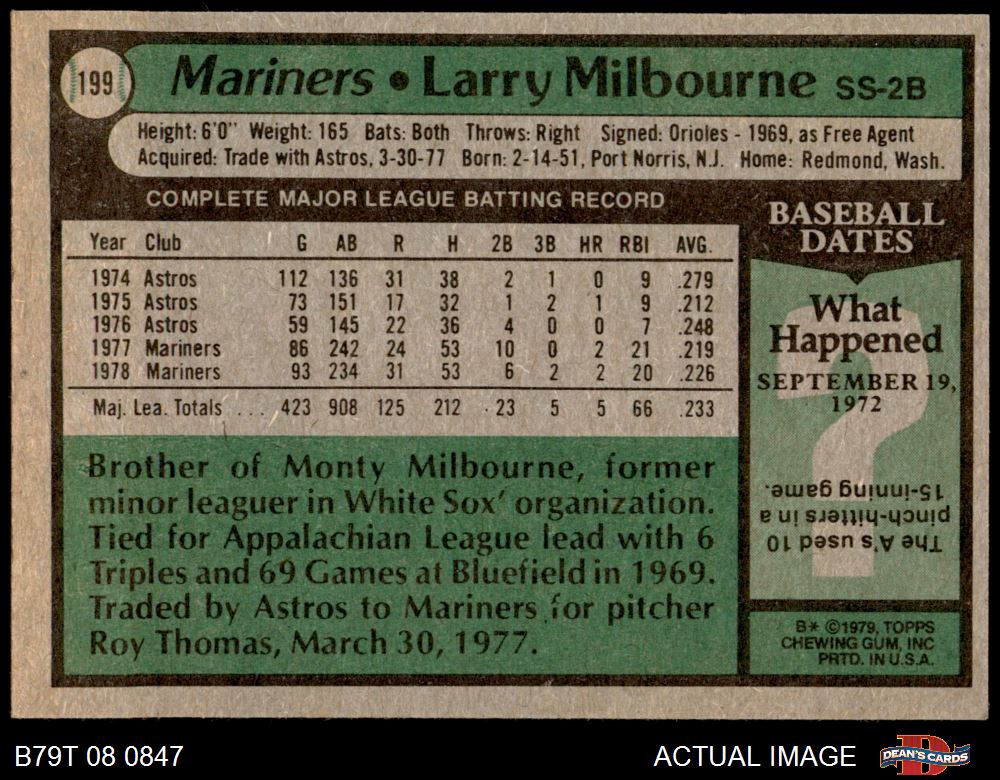 199
Mariners • Larry Milbourne SS-2B
Height: 6'0" Weight: 165 Bats: Both Throws: Right Signed: Orioles - 1969, as Free Agent
Acquired: Trade with Astros, 3-30-77 Born: 2-14-51, Port Norris, N.J. Home: Redmond, Wash.
COMPLETE MAJOR LEAGUE BATTING RECORD
Year Club G AB R H 2B 3B HR RBI AVG.
1974 Astros 112 136 31 38 2 1 0 9 .279
1975 Astros 73 151 17 32 1 2 1 9 .212
1976 Astros 59 145 22 36 4 0 0 7 .248
1977 Mariners 86 242 24 53 10 0 2 21 .219
1978 Mariners 93 234 31 53 6 2 2 20 .226
Maj. Lea. Totals ... 423 908 125 212 23 5 5 66 .233
Brother of Monty Milbourne, former
minor leaguer in White Sox' organization.
Tied for Appalachian League lead with 6
Triples and 69 Games at Bluefield in 1969.
Traded by Astros to Mariners for pitcher
Roy Thomas, March 30, 1977.
BASEBALL
DATES
What
Happened
SEPTEMBER 19,
1972
?
The A's used 10
pinch-hitters in a
15-inning game.
B* ©1979, TOPPS
CHEWING GUM, INC
PRTD. IN U.S.A.
B79T 08 0847
ACTUAL IMAGE
D
DEAN'S CARDS